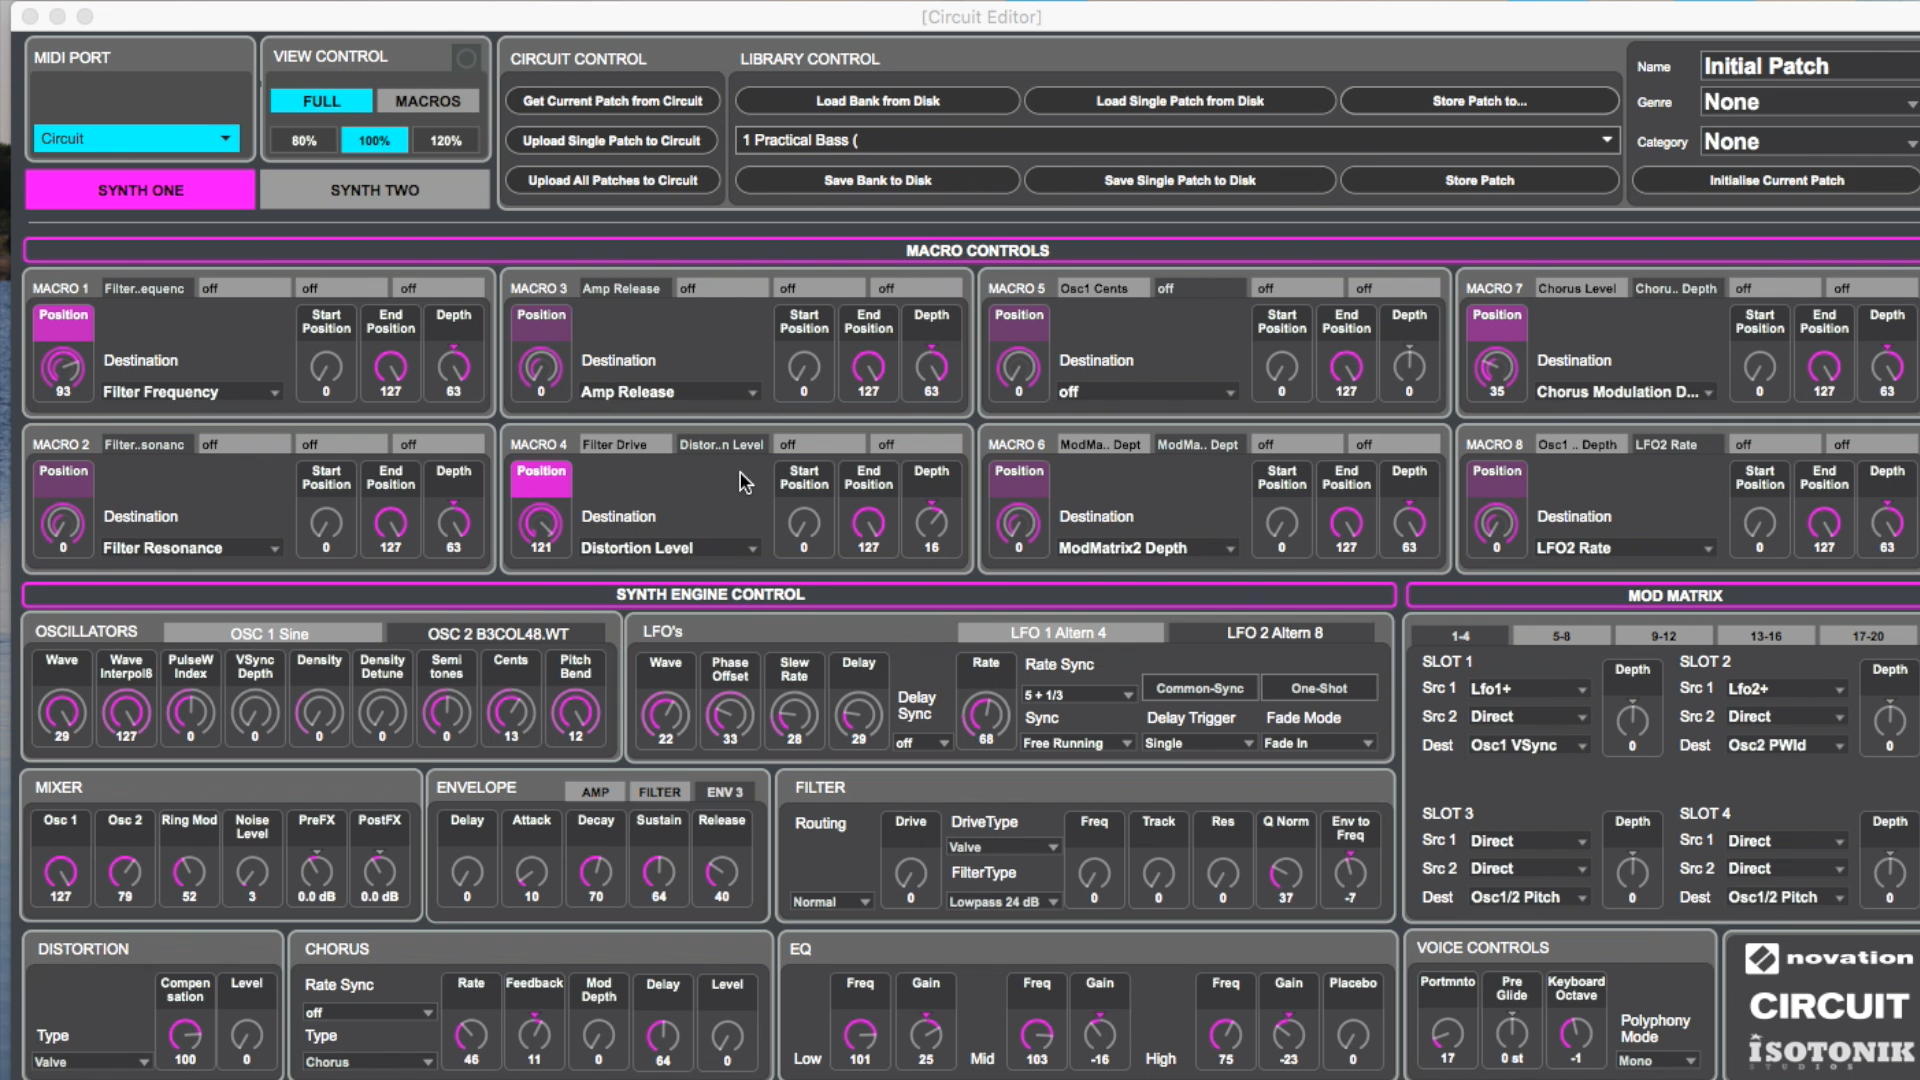 [Circuit Editor]
MIDI PORT
Circuit
VIEW CONTROL
FULL MACROS
80% 100% 120%
SYNTH ONE SYNTH TWO
CIRCUIT CONTROL
Get Current Patch from Circuit
Upload Single Patch to Circuit
Upload All Patches to Circuit
LIBRARY CONTROL
Load Bank from Disk Load Single Patch from Disk Store Patch to...
1 Practical Bass (
Save Bank to Disk Save Single Patch to Disk Store Patch
Name Initial Patch
Genre None
Category None
Initialise Current Patch
MACRO CONTROLS
MACRO 1 Filter..equenc off off off
Position Start Position End Position Depth
Destination
Filter Frequency
93 0 127 63
MACRO 3 Amp Release off off off
Position Start Position End Position Depth
Destination
Amp Release
0 0 127 63
MACRO 5 Osc1 Cents off off off
Position Start Position End Position Depth
Destination
off
0 0 127 0
MACRO 7 Chorus Level Choru.. Depth off off
Position Start Position End Position Depth
Destination
Chorus Modulation D...
35 0 127 63
MACRO 2 Filter..sonanc off off off
Position Start Position End Position Depth
Destination
Filter Resonance
0 0 127 63
MACRO 4 Filter Drive Distor..n Level off off
Position Start Position End Position Depth
Destination
Distortion Level
121 0 127 16
MACRO 6 ModMa.. Dept ModMa.. Dept off off
Position Start Position End Position Depth
Destination
ModMatrix2 Depth
0 0 127 63
MACRO 8 Osc1 .. Depth LFO2 Rate off off
Position Start Position End Position Depth
Destination
LFO2 Rate
0 0 127 63
SYNTH ENGINE CONTROL
MOD MATRIX
OSCILLATORS OSC 1 Sine OSC 2 B3COL48.WT
Wave Wave Interpol8 PulseW Index VSync Depth Density Density Detune Semi tones Cents Pitch Bend
29 127 0 0 0 0 0 13 12
LFO's LFO 1 Altern 4 LFO 2 Altern 8
Wave Phase Offset Slew Rate Delay
22 33 28 29
Delay Sync
off
Rate
68
Rate Sync
5 + 1/3
Common-Sync One-Shot
Sync Delay Trigger Fade Mode
Free Running Single Fade In
1-4 5-8 9-12 13-16 17-20
SLOT 1
Src 1 Lfo1+
Src 2 Direct
Dest Osc1 VSync
Depth
0
SLOT 2
Src 1 Lfo2+
Src 2 Direct
Dest Osc2 PWId
Depth
0
SLOT 3
Src 1 Direct
Src 2 Direct
Dest Osc1/2 Pitch
Depth
0
SLOT 4
Src 1 Direct
Src 2 Direct
Dest Osc1/2 Pitch
Depth
0
MIXER
Osc 1 Osc 2 Ring Mod Noise Level PreFX PostFX
127 79 52 3 0.0 dB 0.0 dB
ENVELOPE AMP FILTER ENV 3
Delay Attack Decay Sustain Release
0 10 70 64 40
FILTER
Routing
Normal
Drive
0
DriveType
Valve
FilterType
Lowpass 24 dB
Freq Track Res Q Norm Env to Freq
0 0 0 37 -7
DISTORTION
Type
Valve
Compen sation Level
100 0
CHORUS
Rate Sync
off
Type
Chorus
Rate Feedback Mod Depth Delay Level
46 11 0 64 0
EQ
Freq Gain Freq Gain Freq Gain Placebo
Low 101 25 Mid 103 -16 High 75 -23 0
VOICE CONTROLS
Portmnto Pre Glide Keyboard Octave
17 0 st -1
Polyphony Mode
Mono
novation
CIRCUIT
isotonik
STUDIOS